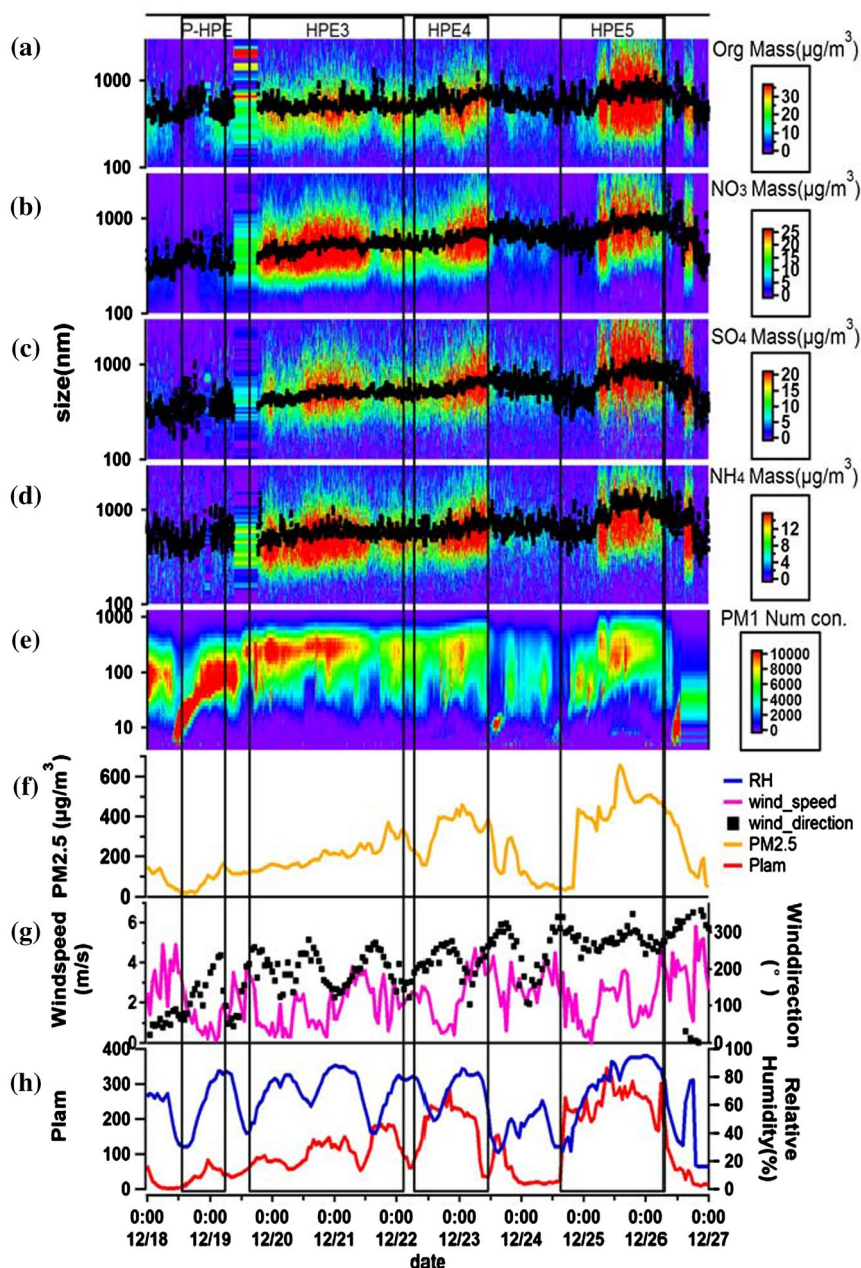 P-HPE HPE3 HPE4 HPE5
(a) 1000 100 Org Mass(µg/m³) 30 20 10 0
(b) 1000 100 NO₃ Mass(µg/m³) 25 20 15 10 5 0
(c) 1000 100 SO₄ Mass(µg/m³) 20 15 10 5 0
size(nm)
(d) 1000 100 NH₄ Mass(µg/m³) 12 8 4 0
(e) 1000 100 10 PM1 Num con. 10000 8000 6000 4000 2000 0
(f) PM2.5 (µg/m³) 600 400 200 0
RH
wind_speed
wind_direction
PM2.5
Plam
(g) Windspeed (m/s) 6 4 2 0 300 200 100 0 Winddirection (°)
(h) Plam 400 300 200 100 0 100 80 60 40 20 0 Relative Humidity(%)
0:00 0:00 0:00 0:00 0:00 0:00 0:00 0:00 0:00 0:00
12/18 12/19 12/20 12/21 12/22 12/23 12/24 12/25 12/26 12/27
date